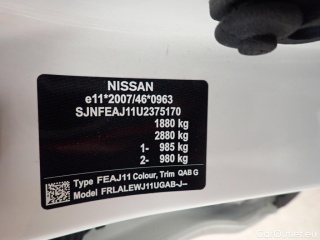 NISSAN
e11*2007/46*0963
SJNFEAJ11U2375170
1880 kg
2880 kg
1- 985 kg
2- 980 kg
Type FEAJ11 Colour, Trim QAB G
Model FRLALEWJ11UGAB-J--